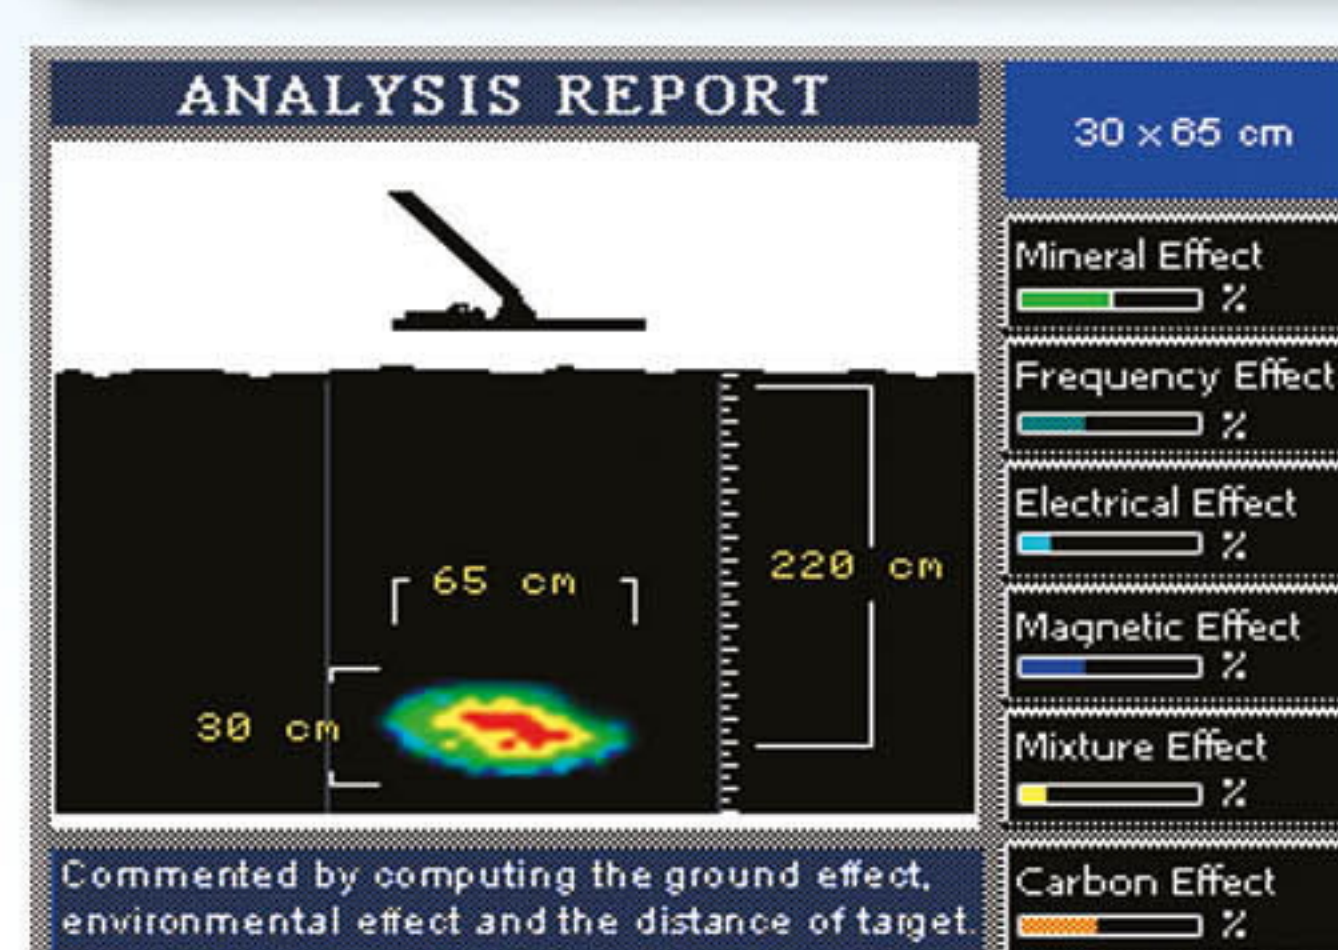 ANALYSIS REPORT
30 x 65 cm
Mineral Effect
%
Frequency Effect
%
Electrical Effect
%
65 cm
220 cm
Magnetic Effect
%
30 cm
Mixture Effect
%
Commented by computing the ground effect,
environmental effect and the distance of target.
Carbon Effect
%